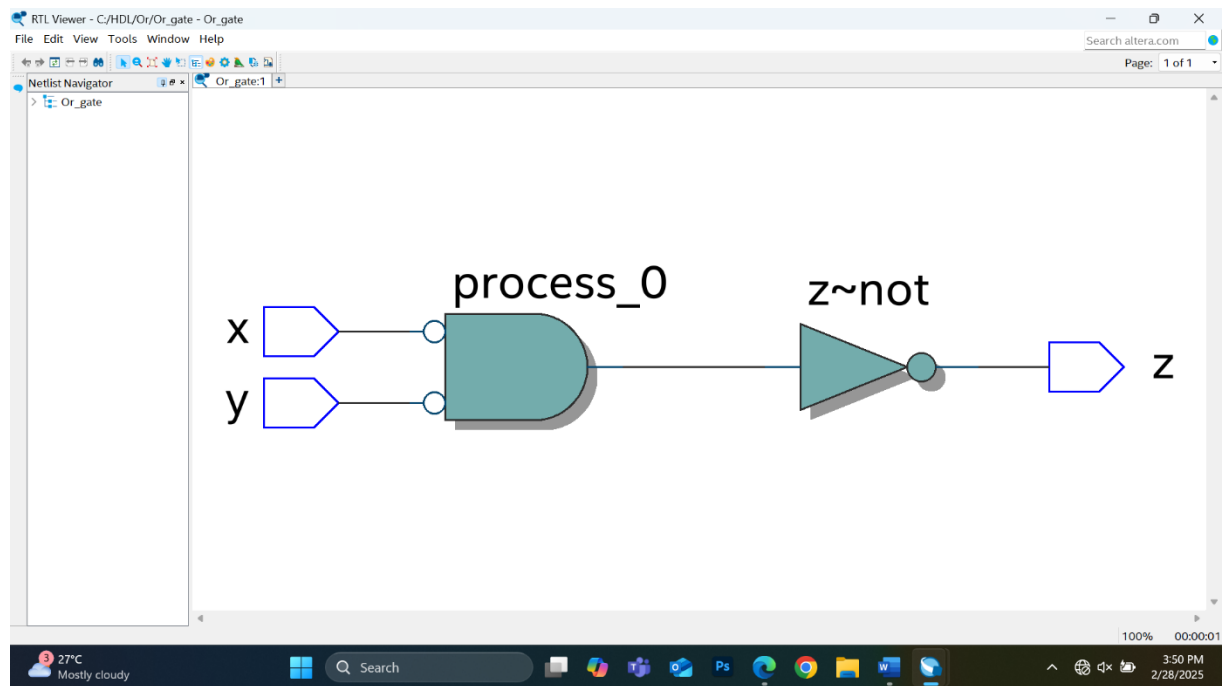 RTL Viewer - C:/HDL/Or/Or_gate - Or_gate
File Edit View Tools Window Help
Search altera.com
Page: 1 of 1
Netlist Navigator
Or_gate:1
Or_gate
process_0
z~not
x
y
z
100% 00:00:01
3
27°C
Mostly cloudy
Search
Ps
3:50 PM
2/28/2025